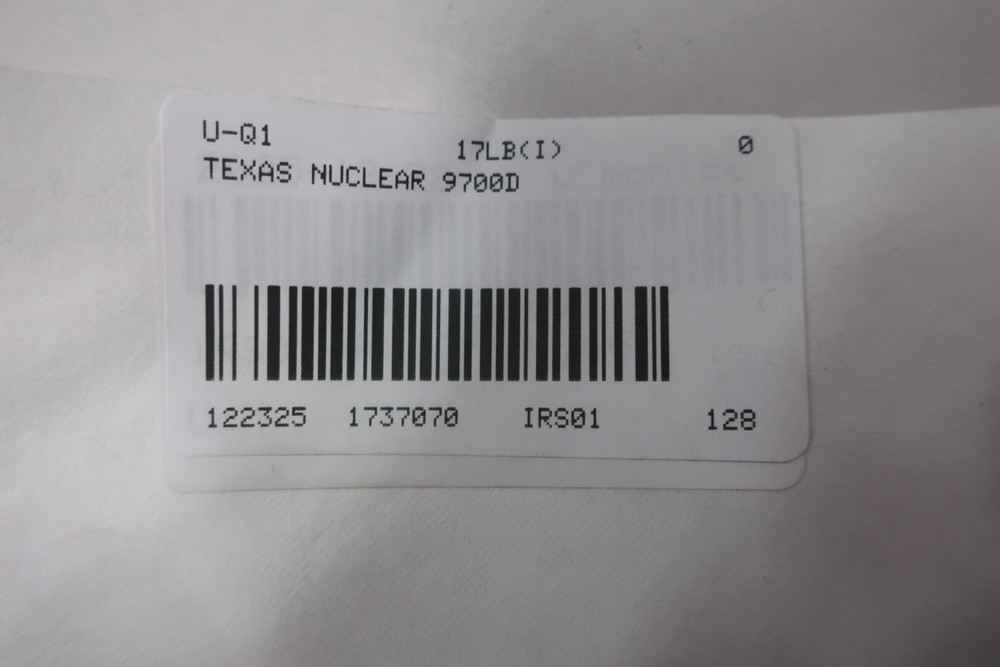 U-Q1 17LB(I) 0
TEXAS NUCLEAR 9700D
122325 1737070 IRS01 128